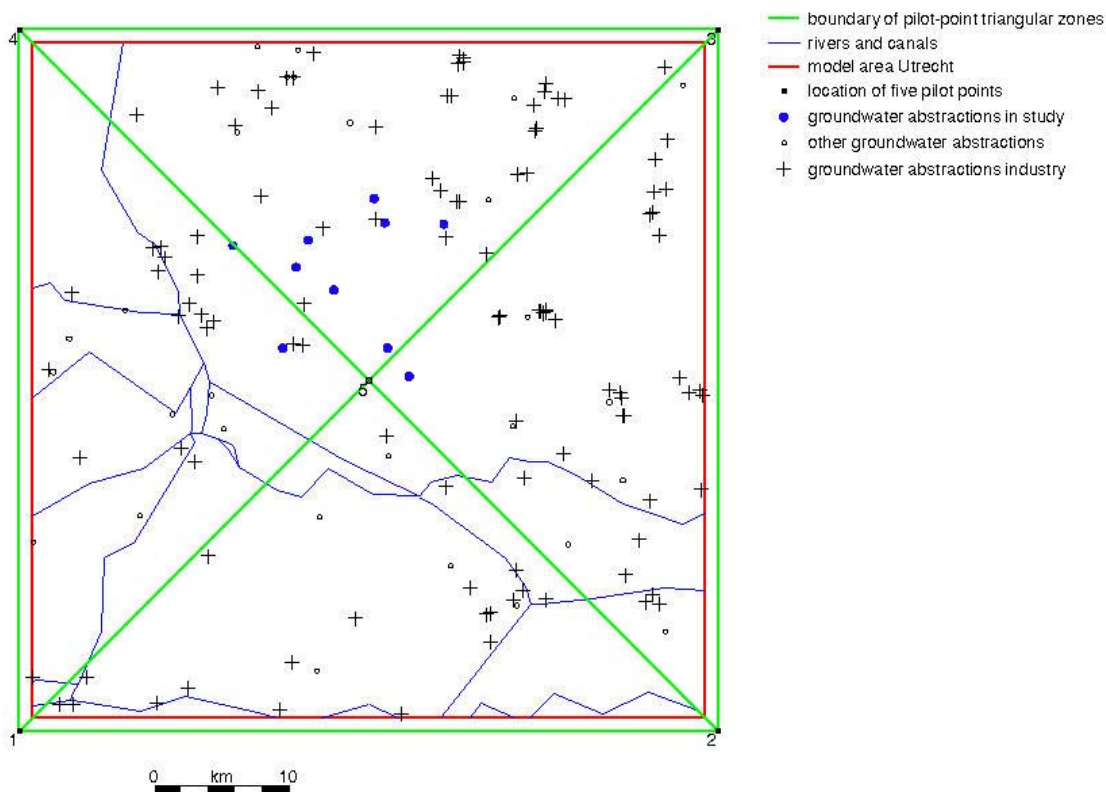 4
3
boundary of pilot-point triangular zones
rivers and canals
model area Utrecht
location of five pilot points
groundwater abstractions in study
other groundwater abstractions
groundwater abstractions industry
1
2
0 km 10